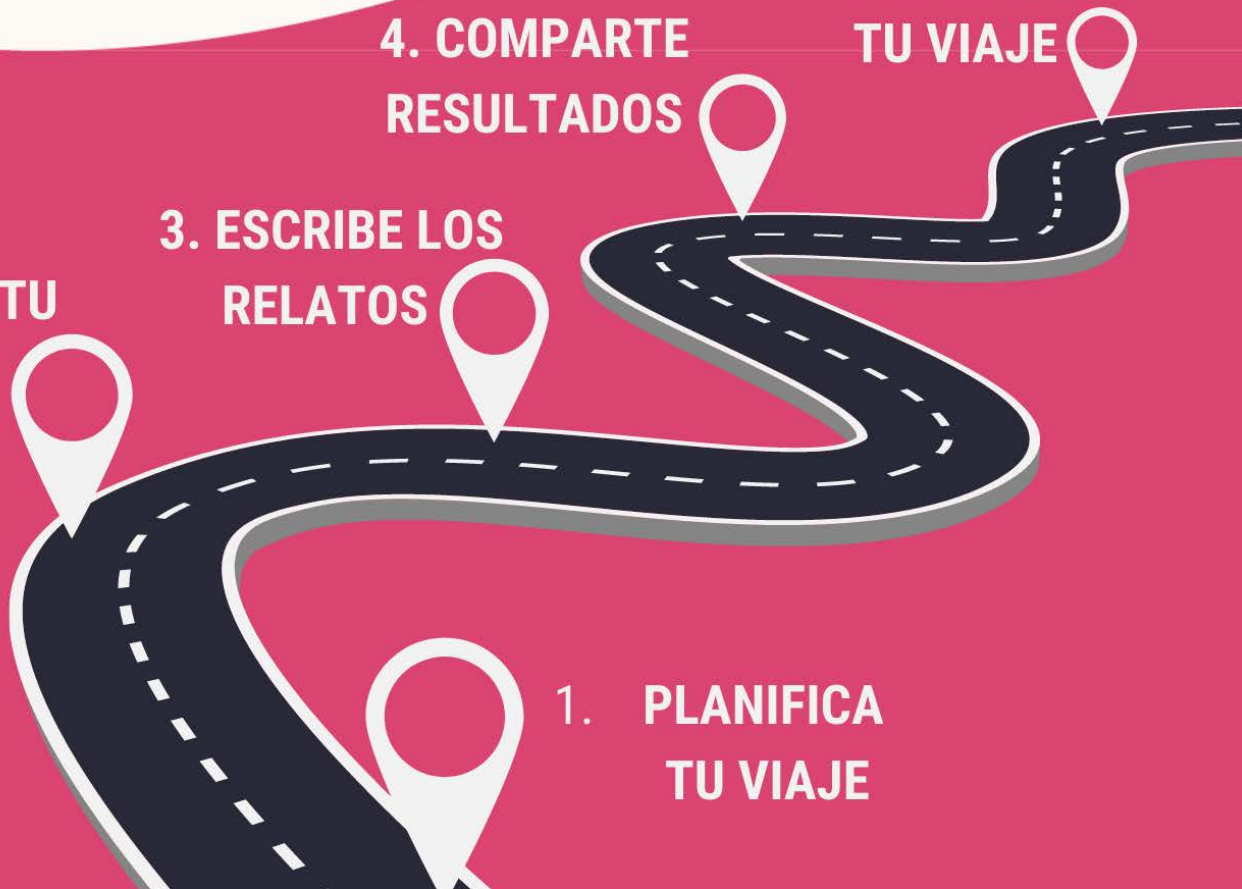 4. COMPARTE
RESULTADOS
TU VIAJE
3. ESCRIBE LOS
RELATOS
TU
1. PLANIFICA
TU VIAJE